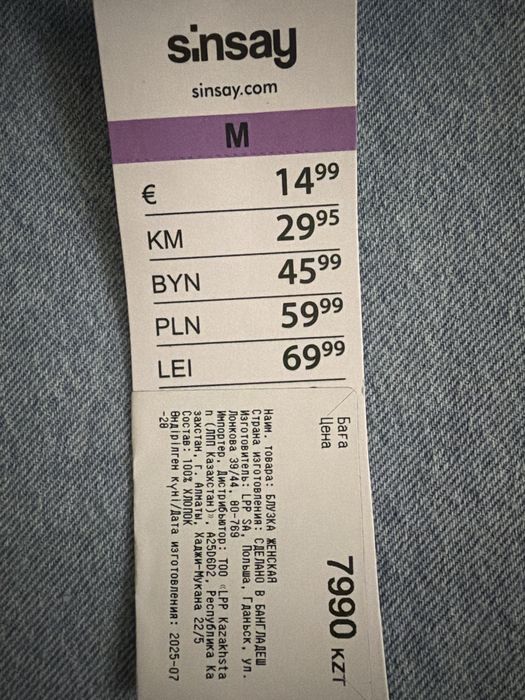 sinsay
sinsay.com
M
€ 14⁹⁹
KM 29⁹⁵
BYN 45⁹⁹
PLN 59⁹⁹
LEI 69⁹⁹
Баға
Цена
7990 KZT
Наим. товара: БЛУЗКА ЖЕНСКАЯ
Страна изготовления: СДЕЛАНО В БАНГЛАДЕШ
Изготовитель: LPP SA, Польша, Гданьск, ул.
Лонкова 39/44, 80-769
Импортер, дистрибьютор: ТОО «LPP Kazakhsta
n (ЛПП Казахстан)», A25D6D2, Республика Ка
захстан, г. Алматы, Хаджи-Мукана 22/5
Состав: 100% ХЛОПОК
Өндірілген күні/Дата изготовления: 2025-07
-28